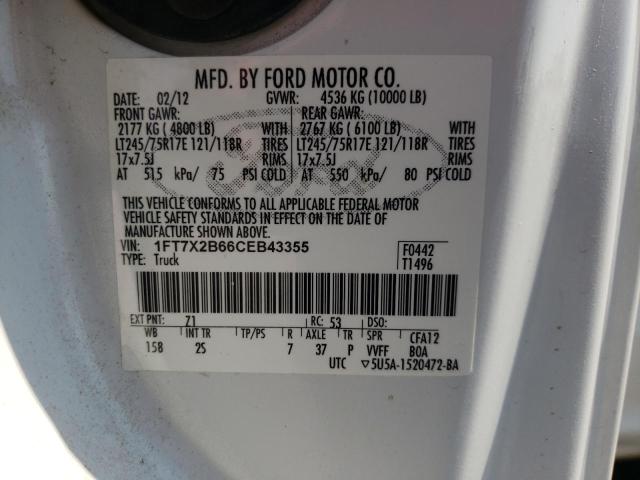 MFD. BY FORD MOTOR CO.
DATE: 02/12 GVWR: 4536 KG (10000 LB)
FRONT GAWR: REAR GAWR:
2177 KG ( 4800 LB) WITH 2767 KG ( 6100 LB) WITH
LT245/75R17E 121/118R TIRES LT245/75R17E 121/118R TIRES
17x7.5J RIMS 17x7.5J RIMS
AT 515 kPa/ 75 PSI COLD AT 550 kPa/ 80 PSI COLD
Ford
THIS VEHICLE CONFORMS TO ALL APPLICABLE FEDERAL MOTOR
VEHICLE SAFETY STANDARDS IN EFFECT ON THE DATE OF
MANUFACTURE SHOWN ABOVE.
VIN: 1FT7X2B66CEB43355 F0442
TYPE: Truck T1496
EXT PNT: Z1 RC: 53 DSO:
WB INT TR TP/PS R AXLE TR SPR CFA12
158 2S 7 37 P VVFF BOA
UTC ▽5U5A-1520472-BA